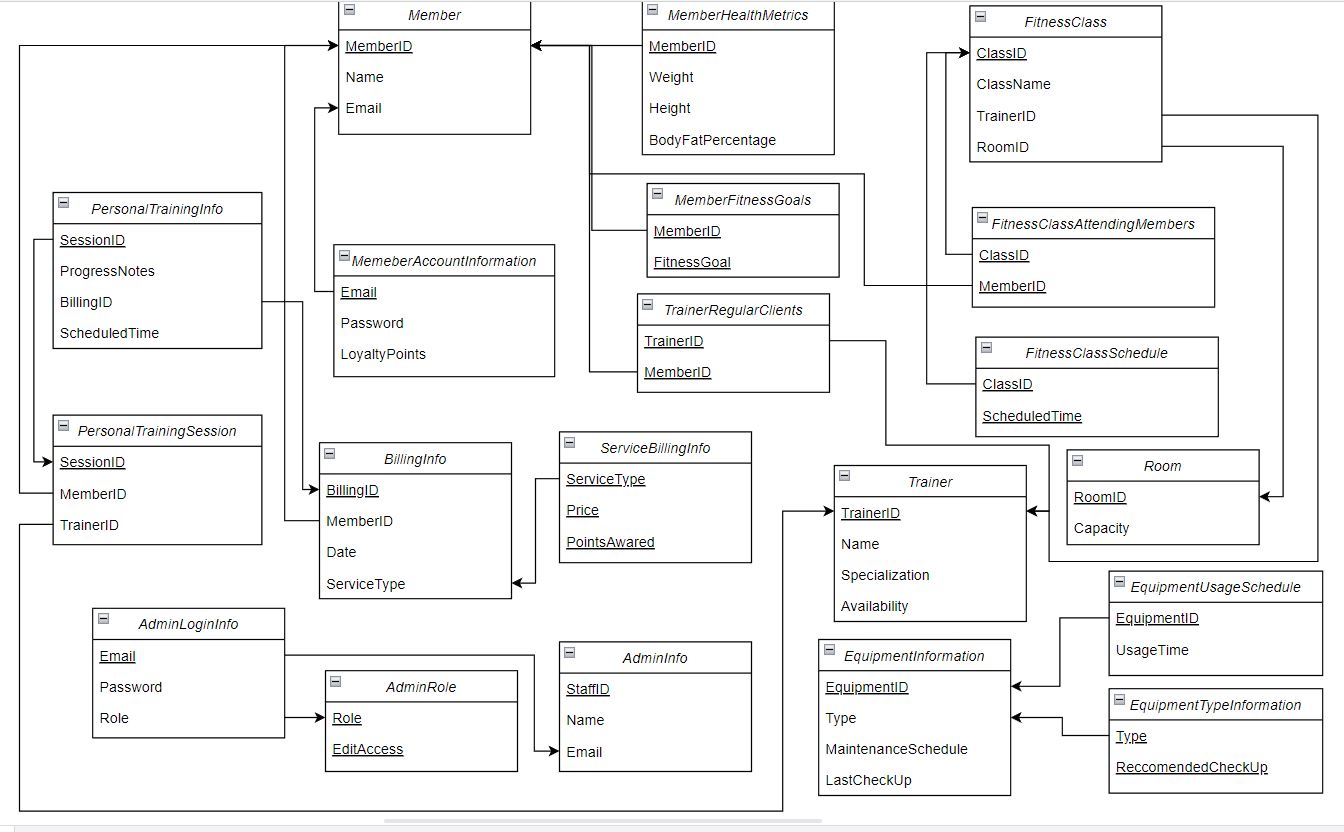 Member
MemberID
Name
Email
MemberHealthMetrics
MemberID
Weight
Height
BodyFatPercentage
FitnessClass
ClassID
ClassName
TrainerID
RoomID
PersonalTrainingInfo
SessionID
ProgressNotes
BillingID
ScheduledTime
MemeberAccountInformation
Email
Password
LoyaltyPoints
MemberFitnessGoals
MemberID
FitnessGoal
FitnessClassAttendingMembers
ClassID
MemberID
TrainerRegularClients
TrainerID
MemberID
FitnessClassSchedule
ClassID
ScheduledTime
PersonalTrainingSession
SessionID
MemberID
TrainerID
BillingInfo
BillingID
MemberID
Date
ServiceType
ServiceBillingInfo
ServiceType
Price
PointsAwared
Trainer
TrainerID
Name
Specialization
Availability
Room
RoomID
Capacity
EquipmentUsageSchedule
EquipmentID
UsageTime
AdminLoginInfo
Email
Password
Role
AdminRole
Role
EditAccess
AdminInfo
StaffID
Name
Email
EquipmentInformation
EquipmentID
Type
MaintenanceSchedule
LastCheckUp
EquipmentTypeInformation
Type
ReccomendedCheckUp